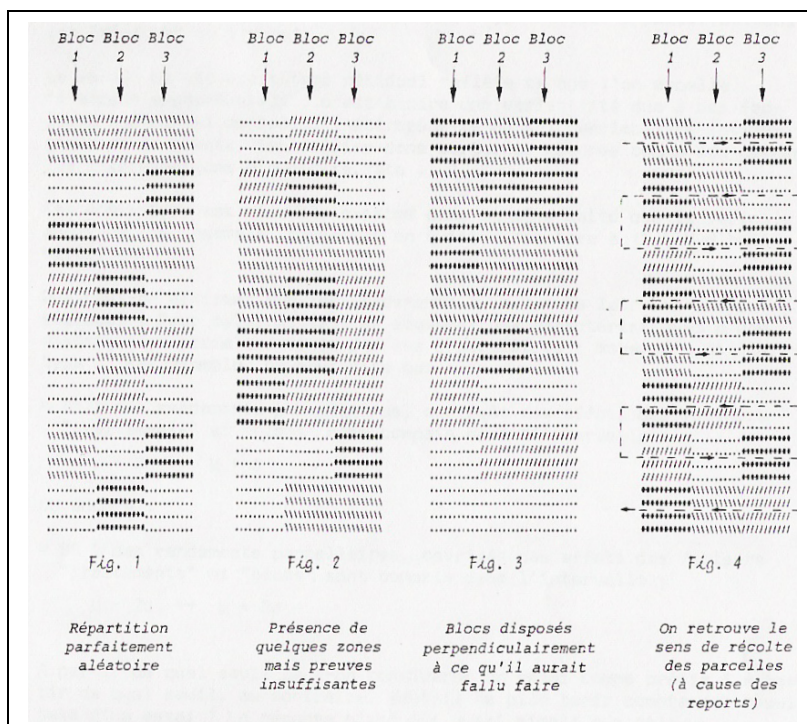 Bloc Bloc Bloc
1 2 3
Bloc Bloc Bloc
1 2 3
Bloc Bloc Bloc
1 2 3
Bloc Bloc Bloc
1 2 3
Fig. 1
Fig. 2
Fig. 3
Fig. 4
Répartition
parfaitement
aléatoire
Présence de
quelques zones
mais preuves
insuffisantes
Blocs disposés
perpendiculairement
à ce qu'il aurait
fallu faire
On retrouve le
sens de récolte
des parcelles
(à cause des
reports)